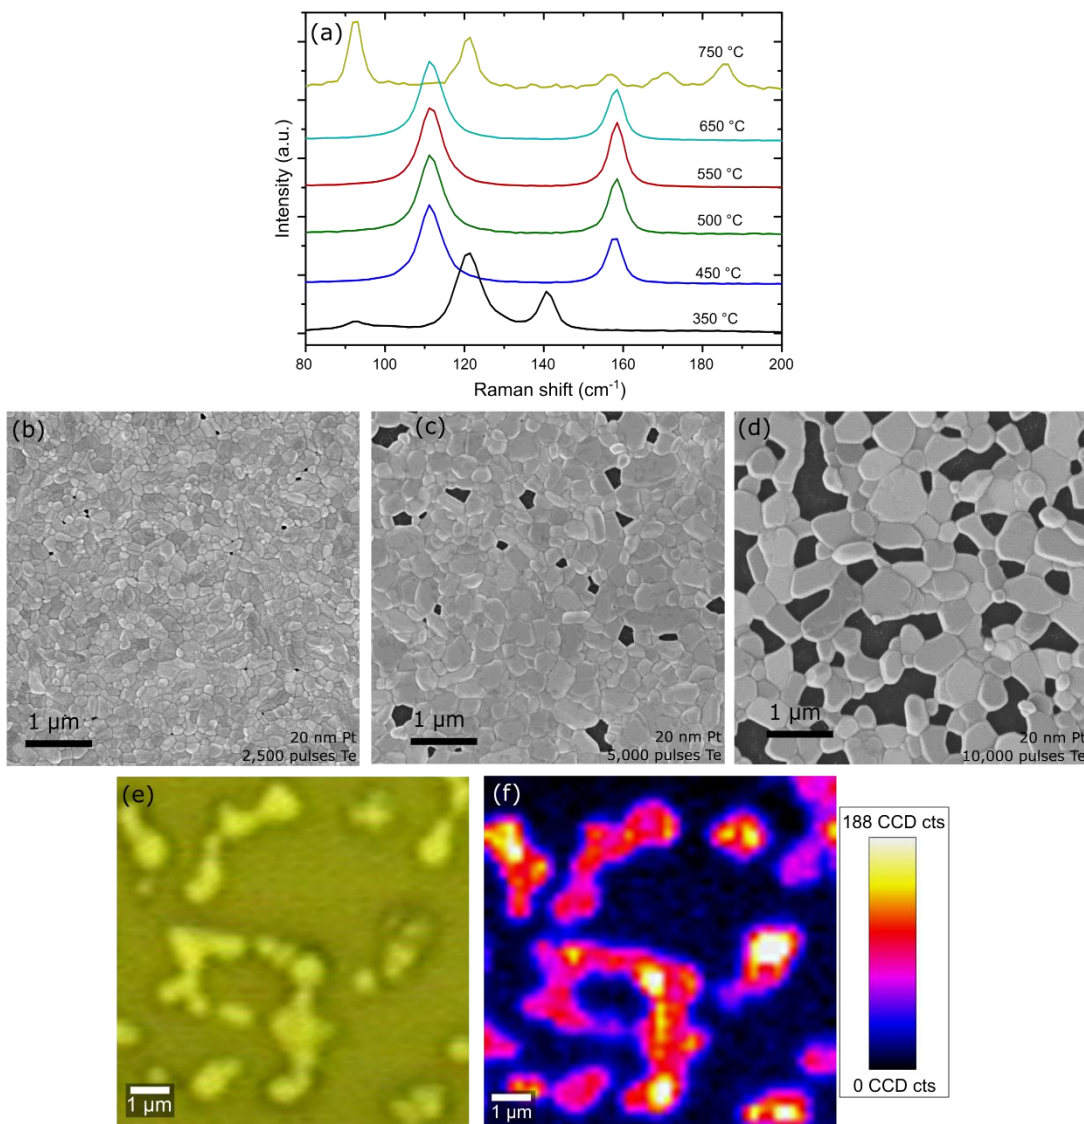 (a)
750 °C
650 °C
550 °C
500 °C
450 °C
350 °C
Intensity (a.u.)
80 100 120 140 160 180 200
Raman shift (cm⁻¹)
(b)
1 µm
20 nm Pt
2,500 pulses Te
(c)
1 µm
20 nm Pt
5,000 pulses Te
(d)
1 µm
20 nm Pt
10,000 pulses Te
(e)
1 µm
(f)
1 µm
188 CCD cts
0 CCD cts